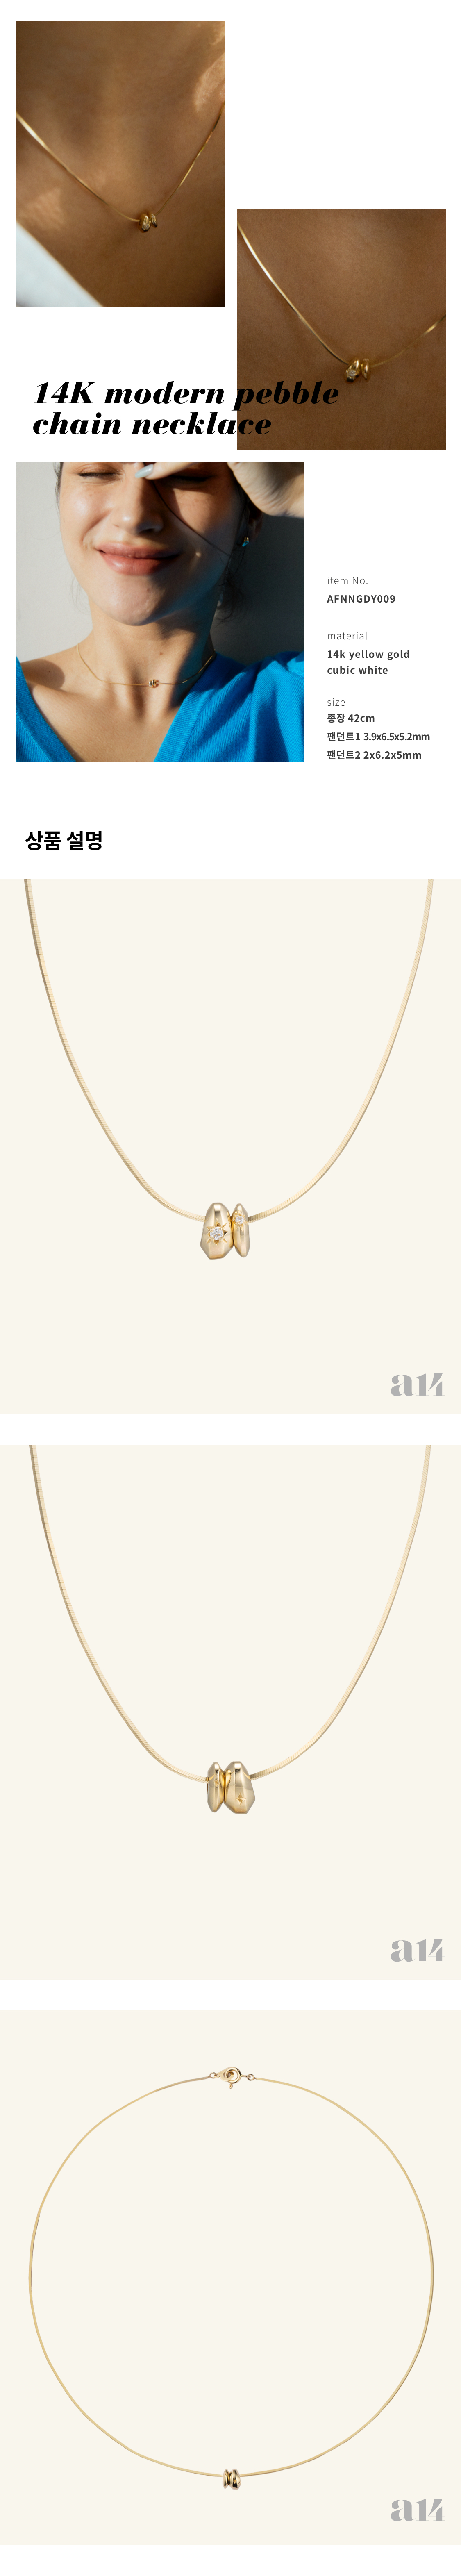 14K modern pebble
chain necklace
item No.
AFNNGDY009
material
14k yellow gold
cubic white
size
총장 42cm
팬던트1 3.9x6.5x5.2mm
팬던트2 2x6.2x5mm
상품 설명
a14
a14
a14